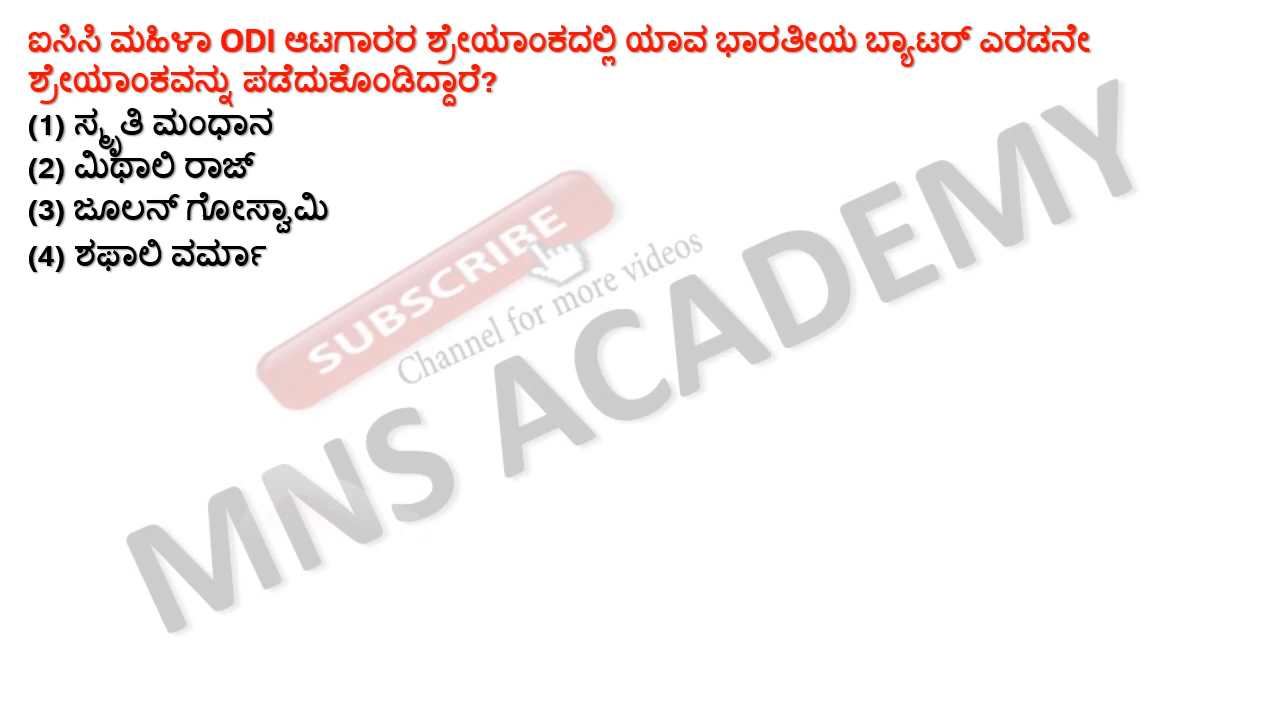 ಐಸಿಸಿ ಮಹಿಳಾ ODI ಆಟಗಾರರ ಶ್ರೇಯಾಂಕದಲ್ಲಿ ಯಾವ ಭಾರತೀಯ ಬ್ಯಾಟರ್ ಎರಡನೇ
ಶ್ರೇಯಾಂಕವನ್ನು ಪಡೆದುಕೊಂಡಿದ್ದಾರೆ?
(1) ಸ್ಮೃತಿ ಮಂಧಾನ
(2) ಮಿಥಾಲಿ ರಾಜ್
(3) ಜೂಲನ್ ಗೋಸ್ವಾಮಿ
(4) ಶಫಾಲಿ ವರ್ಮಾ
SUBSCRIBE
Channel for more videos
MNS ACADEMY